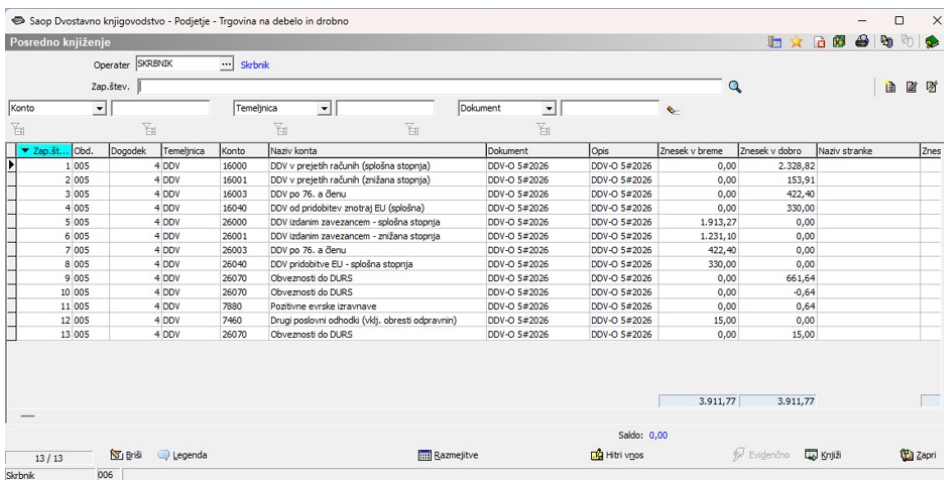 Saop Dvostavno knjigovodstvo - Podjetje - Trgovina na debelo in drobno
Posredno knjiženje
Operater SKRBNIK ... Skrbnik
Zap.štev.
Konto Temeljnica Dokument
Zap.št... Obd. Dogodek Temeljnica Konto Naziv konta Dokument Opis Znesek v breme Znesek v dobro Naziv stranke Znes
1 005 4 DDV 16000 DDV v prejetih računih (splošna stopnja) DDV-O 5#2026 DDV-O 5#2026 0,00 2.328,82
2 005 4 DDV 16001 DDV v prejetih računih (znižana stopnja) DDV-O 5#2026 DDV-O 5#2026 0,00 153,91
3 005 4 DDV 16003 DDV po 76. a členu DDV-O 5#2026 DDV-O 5#2026 0,00 422,40
4 005 4 DDV 16040 DDV od pridobitev znotraj EU (splošna) DDV-O 5#2026 DDV-O 5#2026 0,00 330,00
5 005 4 DDV 26000 DDV izdanim zavezancem - splošna stopnja DDV-O 5#2026 DDV-O 5#2026 1.913,27 0,00
6 005 4 DDV 26001 DDV izdanim zavezancem - znižana stopnja DDV-O 5#2026 DDV-O 5#2026 1.231,10 0,00
7 005 4 DDV 26003 DDV po 76. a členu DDV-O 5#2026 DDV-O 5#2026 422,40 0,00
8 005 4 DDV 26040 DDV pridobitve EU - splošna stopnja DDV-O 5#2026 DDV-O 5#2026 330,00 0,00
9 005 4 DDV 26070 Obveznosti do DURS DDV-O 5#2026 DDV-O 5#2026 0,00 661,64
10 005 4 DDV 26070 Obveznosti do DURS DDV-O 5#2026 DDV-O 5#2026 0,00 -0,64
11 005 4 DDV 7880 Pozitivne evrske izravnave DDV-O 5#2026 DDV-O 5#2026 0,00 0,64
12 005 4 DDV 7460 Drugi poslovni odhodki (vklj. obresti odpravnin) DDV-O 5#2026 DDV-O 5#2026 15,00 0,00
13 005 4 DDV 26070 Obveznosti do DURS DDV-O 5#2026 DDV-O 5#2026 0,00 15,00
3.911,77 3.911,77
Saldo: 0,00
13 / 13 Briši Legenda Razmejitve Hitri vnos Evidenčno Knjiži Zapri
Skrbnik 006